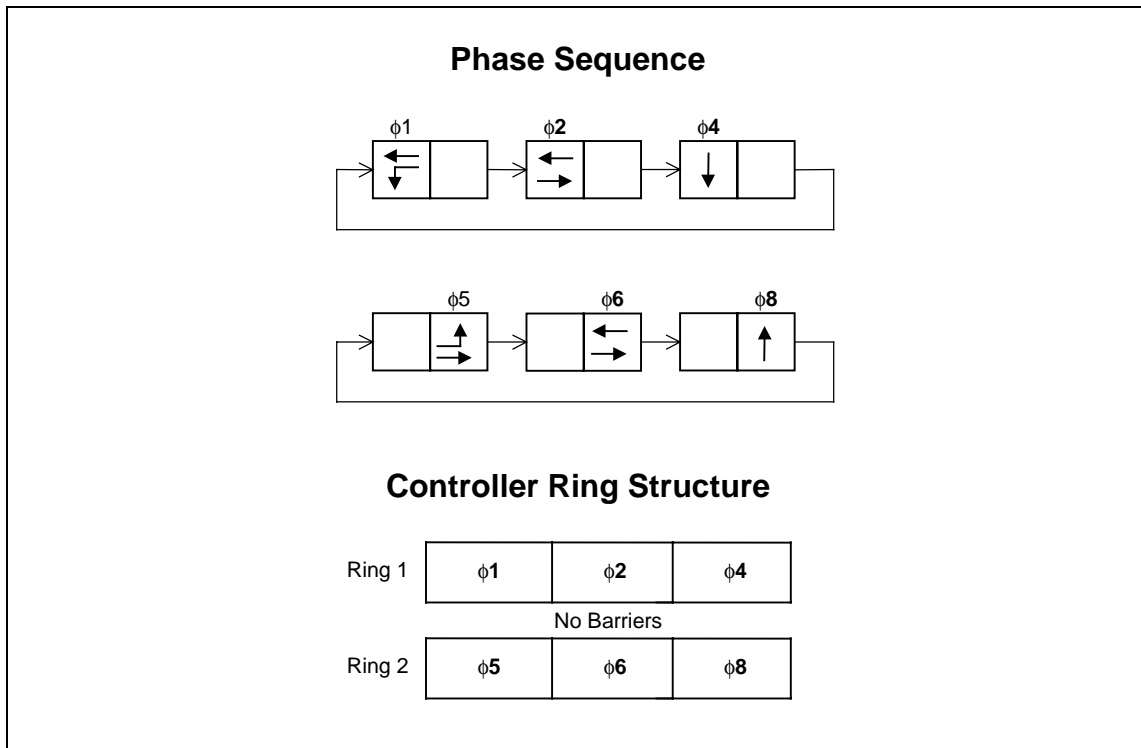 Phase Sequence
ϕ1 ϕ2 ϕ4
ϕ5 ϕ6 ϕ8
Controller Ring Structure
Ring 1 ϕ1 ϕ2 ϕ4
No Barriers
Ring 2 ϕ5 ϕ6 ϕ8